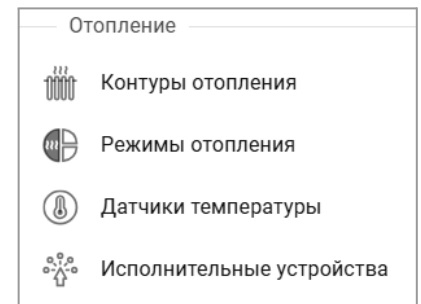 Отопление
Контуры отопления
Режимы отопления
Датчики температуры
Исполнительные устройства